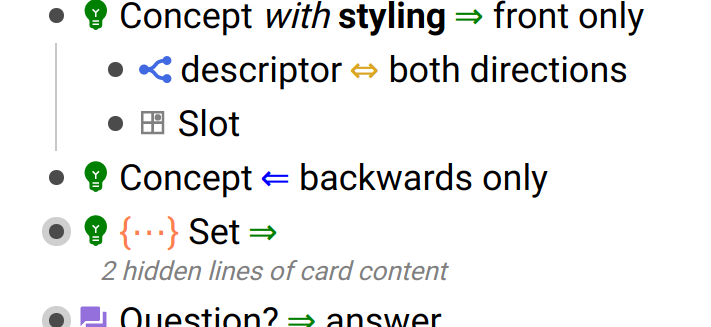 Concept with styling ⇒ front only
descriptor ⇔ both directions
Slot
Concept ⇐ backwards only
{⋯} Set ⇒
2 hidden lines of card content
Question? ⇒ answer